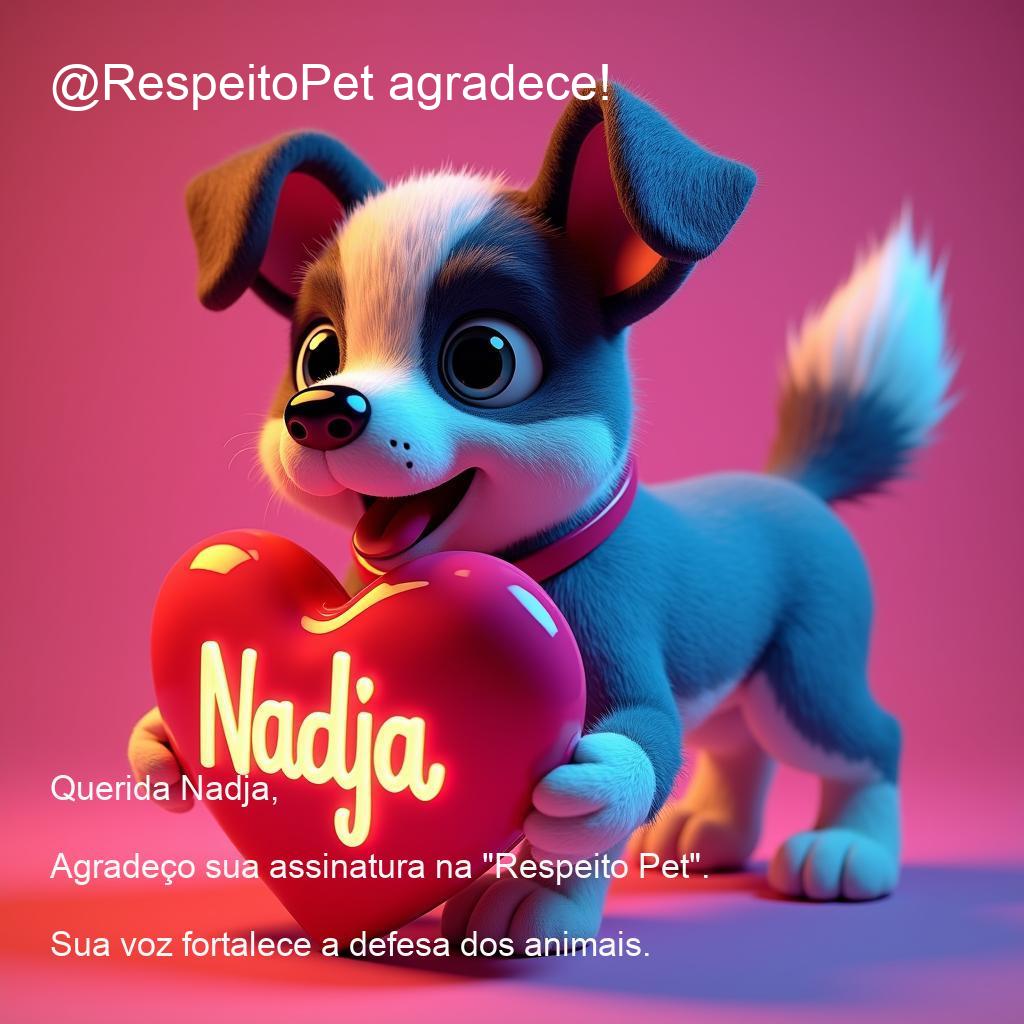 @RespeitoPet agradece!
Nadja
Querida Nadja,
Agradeço sua assinatura na "Respeito Pet".
Sua voz fortalece a defesa dos animais.